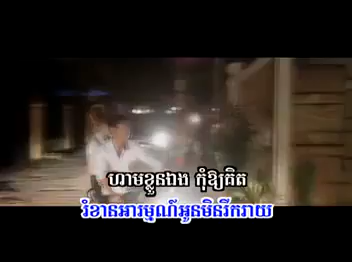 ហាមខ្លួនឯង កុំឱ្យគិត
រំខានអារម្មណ៍អូនមិនរីករាយ